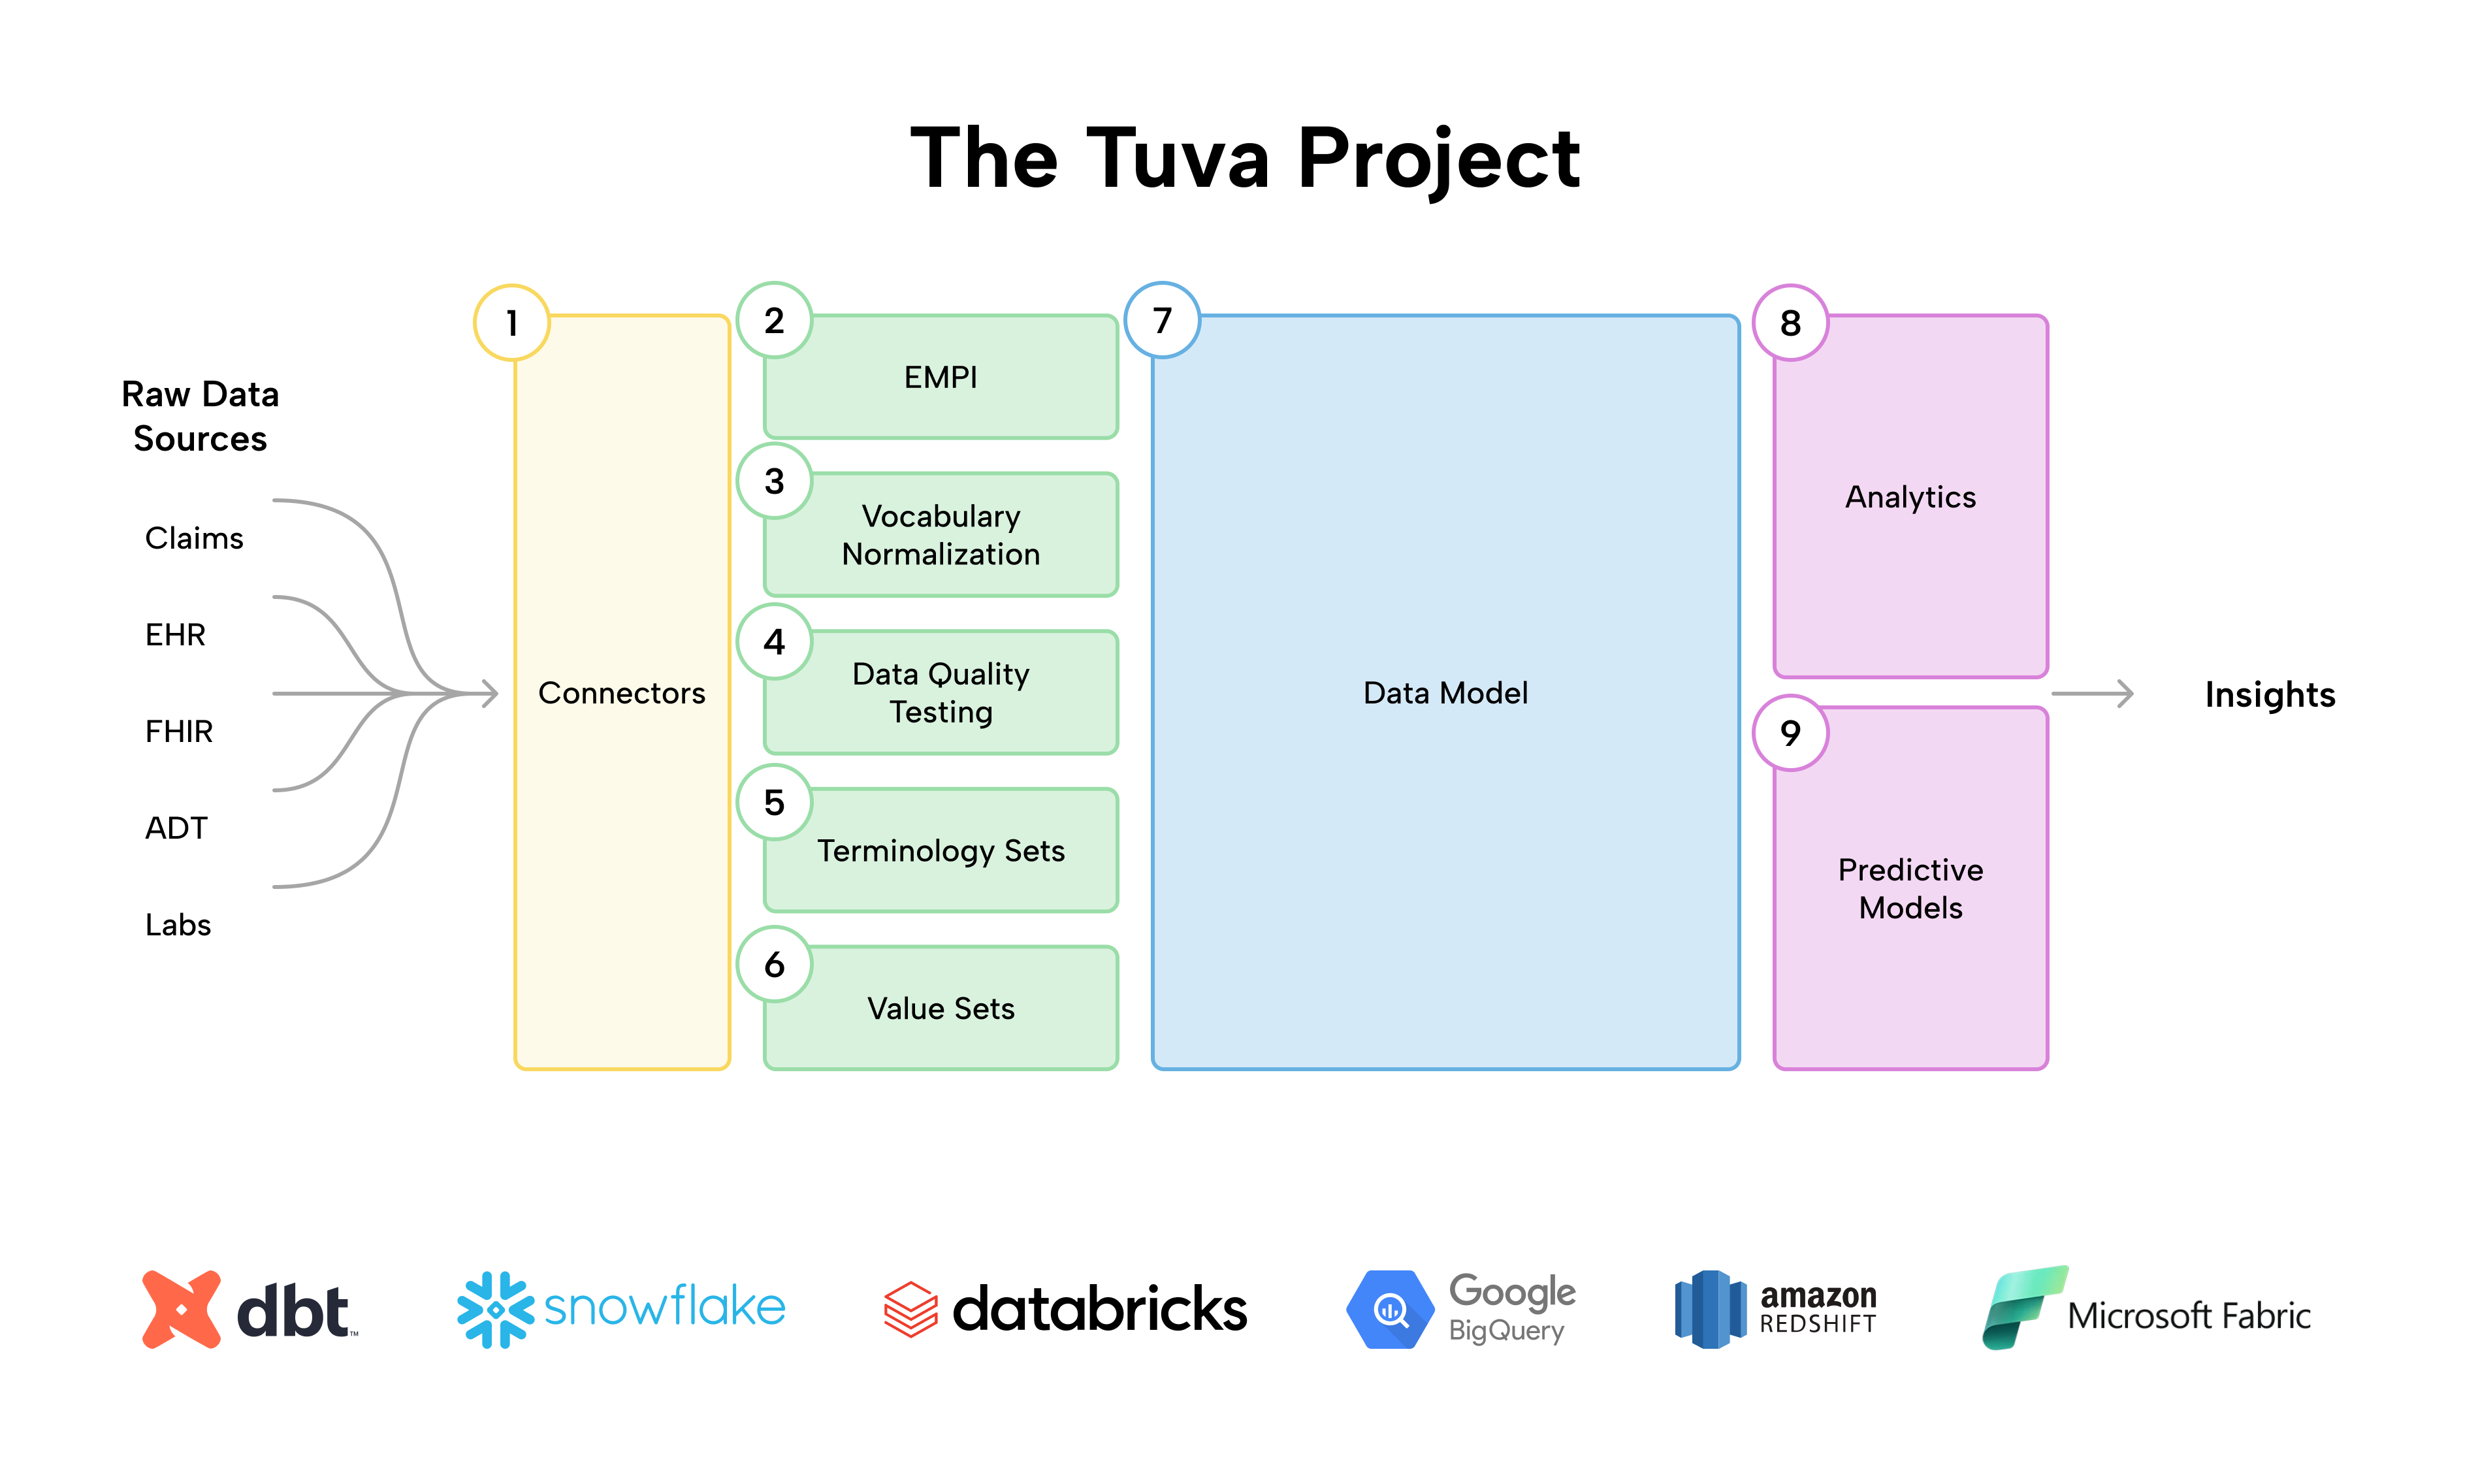 The Tuva Project
Raw Data
Sources
Claims
EHR
FHIR
ADT
Labs
1
Connectors
2
EMPI
3
Vocabulary
Normalization
4
Data Quality
Testing
5
Terminology Sets
6
Value Sets
7
Data Model
8
Analytics
9
Predictive
Models
Insights
dbt™
snowflake
databricks
Google
BigQuery
amazon
REDSHIFT
Microsoft Fabric